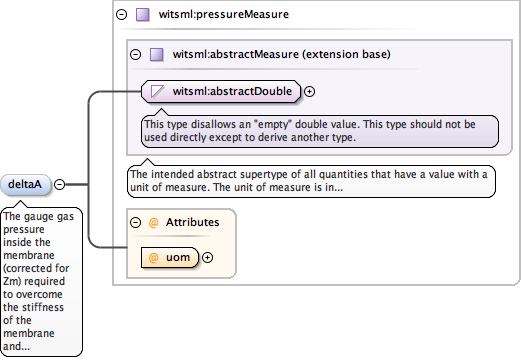 witsml:pressureMeasure
witsml:abstractMeasure (extension base)
witsml:abstractDouble
This type disallows an "empty" double value. This type should not be
used directly except to derive another type.
The intended abstract supertype of all quantities that have a value with a
unit of measure. The unit of measure is in...
deltaA
The gauge gas
pressure
inside the
membrane
(corrected for
Zm) required
to overcome
the stiffness
of the
membrane
and...
@ Attributes
@ uom